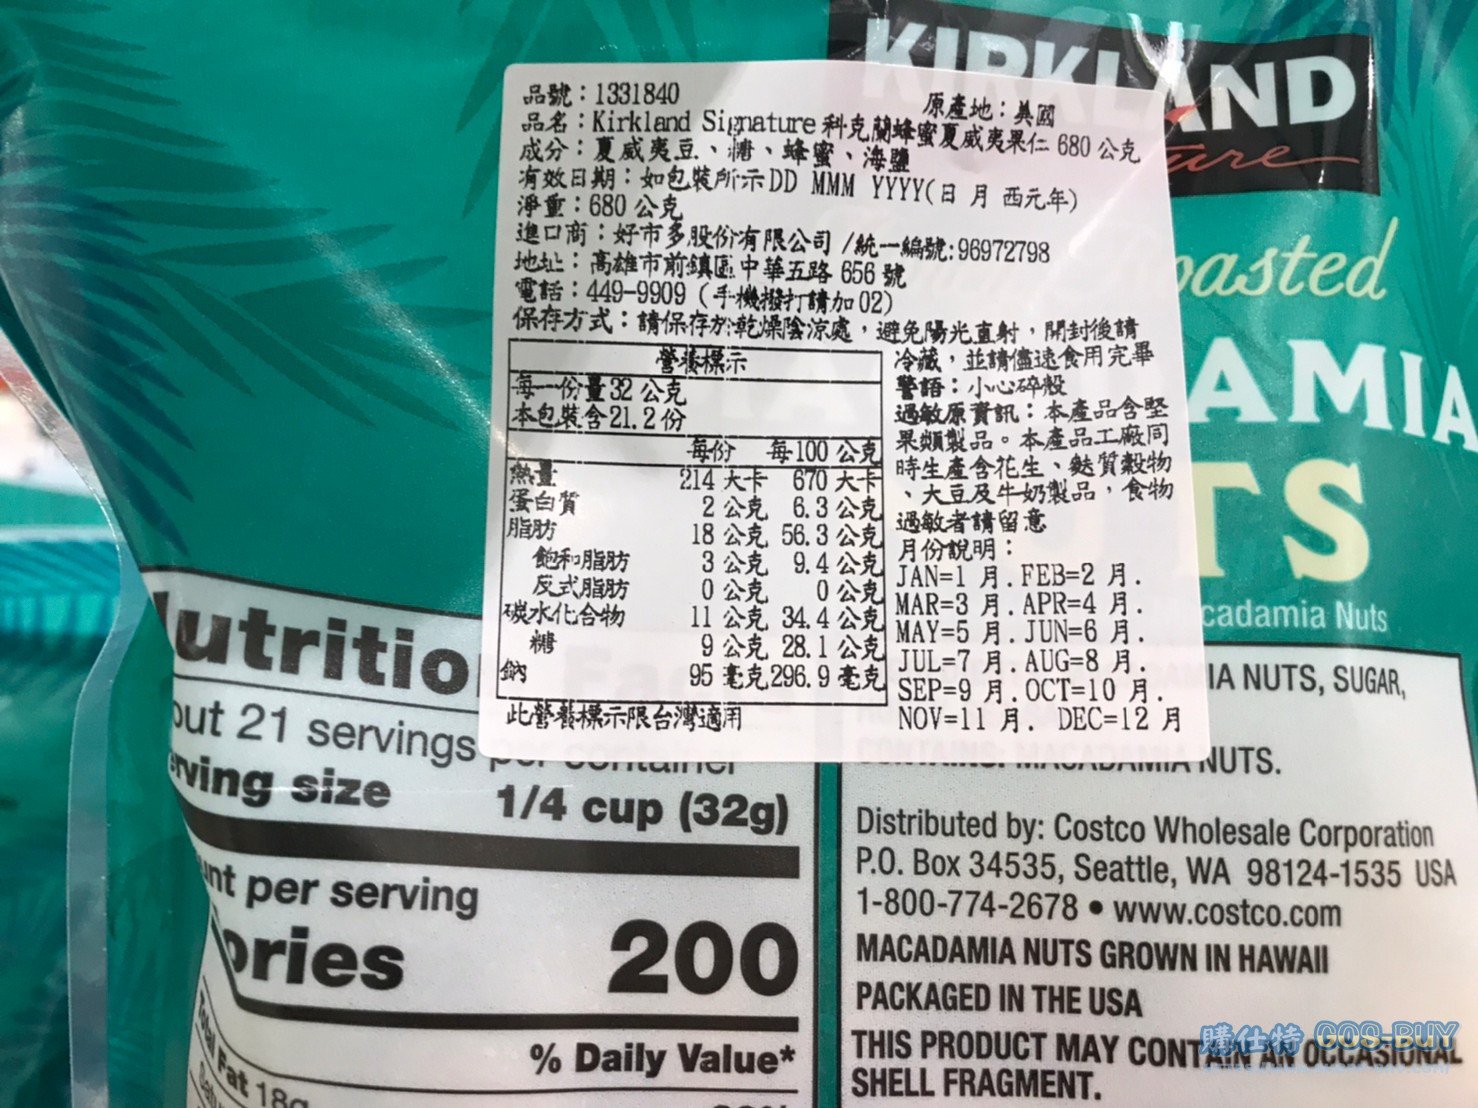 KIRKLAND
品號：1331840 原產地：美國
品名：Kirkland Signature 科克蘭蜂蜜夏威夷果仁 680 公克
成分：夏威夷豆、糖、蜂蜜、海鹽
有效日期：如包裝所示DD MMM YYYY(日 月 西元年)
淨重：680 公克
進口商：好市多股份有限公司 /統一編號:96972798
地址：高雄市前鎮區中華五路 656 號
電話：449-9909（手機撥打請加02）
保存方式：請保存於乾燥陰涼處，避免陽光直射，開封後請
冷藏，並請儘速食用完畢
警語：小心碎殼
過敏原資訊：本產品含堅
果類製品。本產品工廠同
時生產含花生、麩質穀物
、大豆及牛奶製品，食物
過敏者請留意
月份說明：
JAN=1 月. FEB=2 月.
MAR=3 月. APR=4 月.
MAY=5 月. JUN=6 月.
JUL=7 月. AUG=8 月.
SEP=9 月. OCT=10 月.
NOV=11 月. DEC=12 月
營養標示
每一份量32 公克
本包裝含21.2份
每份 每100 公克
熱量 214 大卡 670 大卡
蛋白質 2 公克 6.3 公克
脂肪 18 公克 56.3 公克
飽和脂肪 3 公克 9.4 公克
反式脂肪 0 公克 0 公克
碳水化合物 11 公克 34.4 公克
糖 9 公克 28.1 公克
鈉 95 毫克 296.9 毫克
此營養標示限台灣適用
ture
oasted
AMIA
TS
cadamia Nuts
utritio
out 21 servings per container
erving size 1/4 cup (32g)
unt per serving
ories 200
% Daily Value*
Total Fat 18g
IA NUTS, SUGAR,
CONTAINS: MACADAMIA NUTS.
Distributed by: Costco Wholesale Corporation
P.O. Box 34535, Seattle, WA 98124-1535 USA
1-800-774-2678 • www.costco.com
MACADAMIA NUTS GROWN IN HAWAII
PACKAGED IN THE USA
THIS PRODUCT MAY CONTAIN AN OCCASIONAL
SHELL FRAGMENT.
購仕特 GOS-BUY